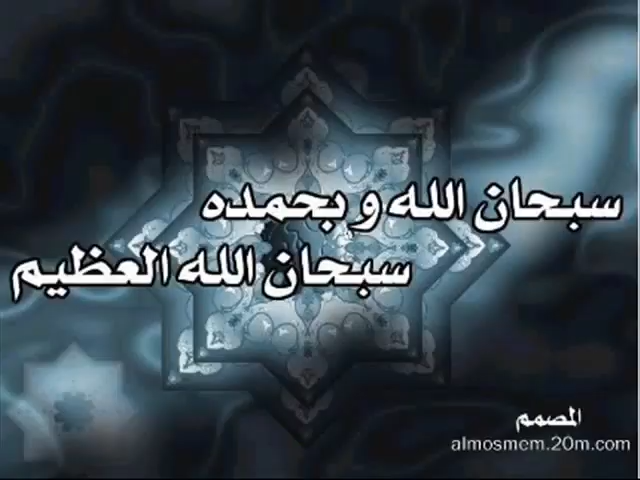 سبحان الله و بحمده
سبحان الله العظيم
المصمم
almosmem.20m.com